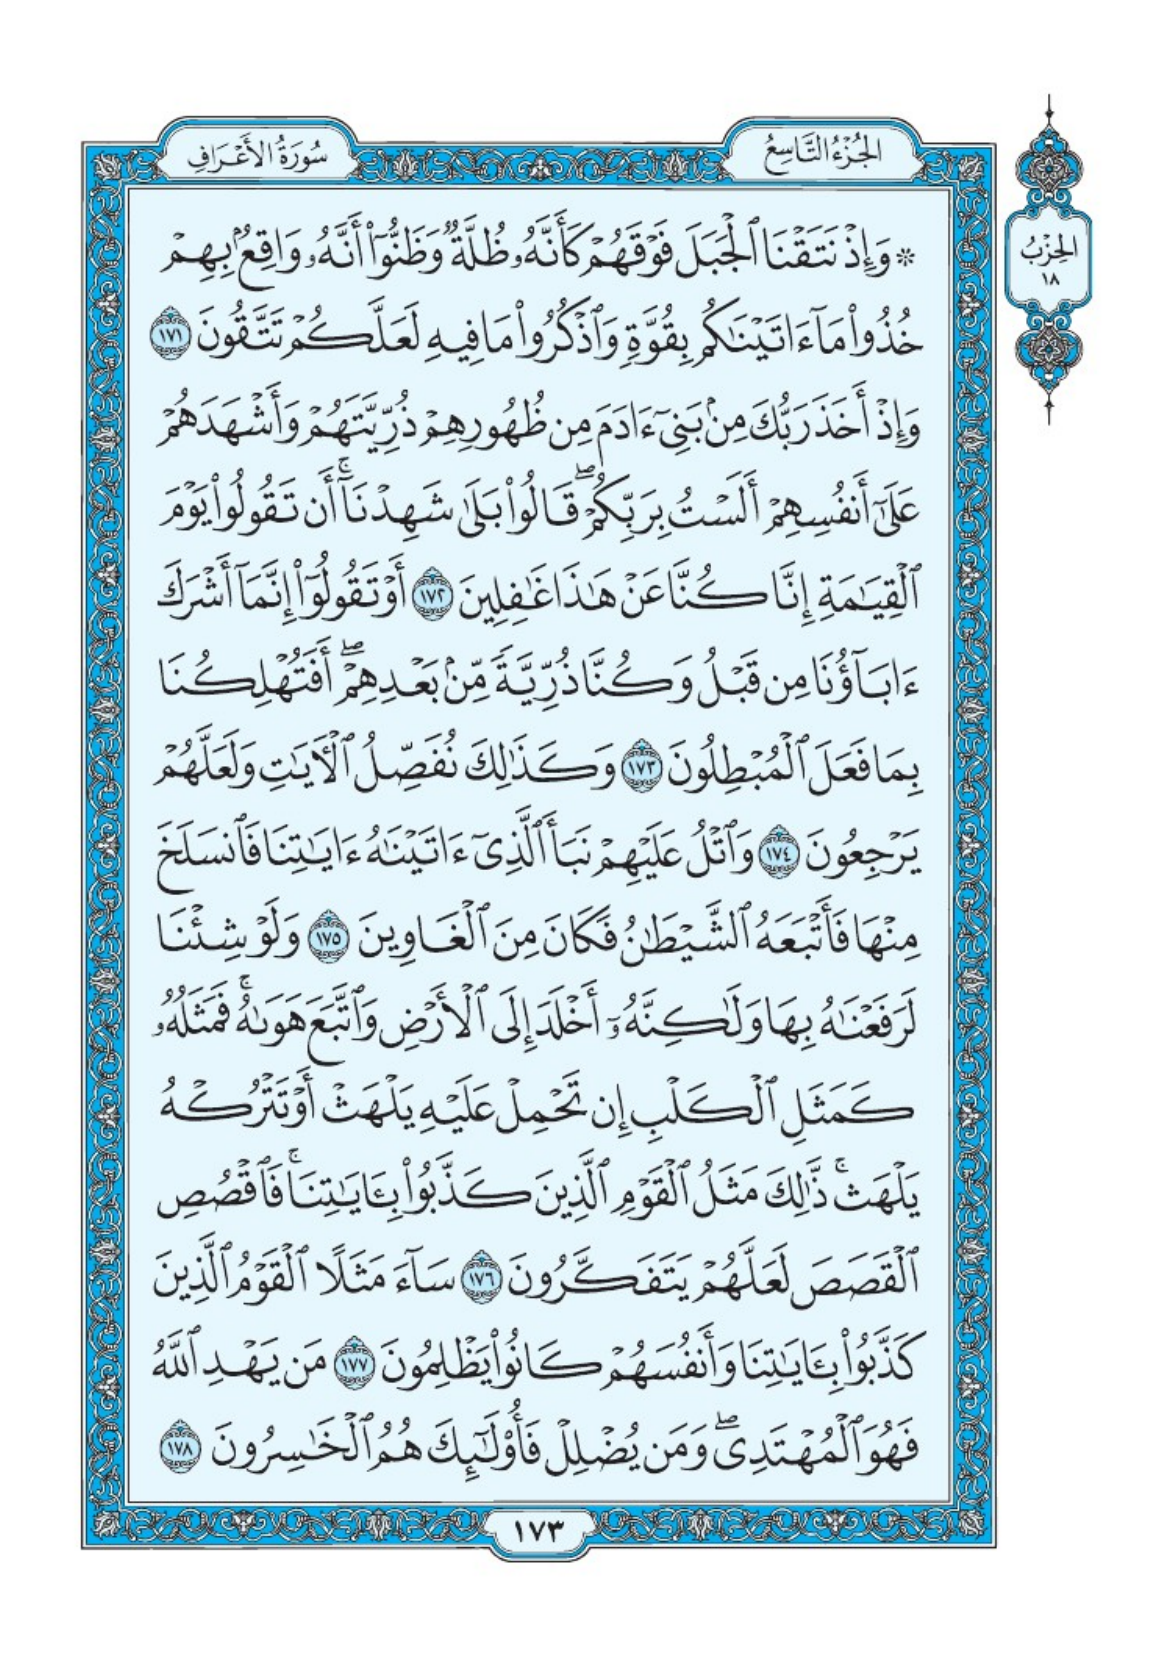 الجُزْءُ التَّاسِعُ
سُورَةُ الأَعْرَافِ
الحِزْبُ
١٨
۞ وَإِذْ نَتَقْنَا ٱلْجَبَلَ فَوْقَهُمْ كَأَنَّهُۥ ظُلَّةٌ وَظَنُّوٓا۟ أَنَّهُۥ وَاقِعٌۢ بِهِمْ
خُذُوا۟ مَآ ءَاتَيْنَـٰكُم بِقُوَّةٍ وَٱذْكُرُوا۟ مَا فِيهِ لَعَلَّكُمْ تَتَّقُونَ ١٧١
وَإِذْ أَخَذَ رَبُّكَ مِنۢ بَنِىٓ ءَادَمَ مِن ظُهُورِهِمْ ذُرِّيَّتَهُمْ وَأَشْهَدَهُمْ
عَلَىٰٓ أَنفُسِهِمْ أَلَسْتُ بِرَبِّكُمْ ۖ قَالُوا۟ بَلَىٰ شَهِدْنَآ ۚ أَن تَقُولُوا۟ يَوْمَ
ٱلْقِيَـٰمَةِ إِنَّا كُنَّا عَنْ هَـٰذَا غَـٰفِلِينَ ١٧٢ أَوْ تَقُولُوٓا۟ إِنَّمَآ أَشْرَكَ
ءَابَآؤُنَا مِن قَبْلُ وَكُنَّا ذُرِّيَّةً مِّنۢ بَعْدِهِمْ ۖ أَفَتُهْلِكُنَا
بِمَا فَعَلَ ٱلْمُبْطِلُونَ ١٧٣ وَكَذَٰلِكَ نُفَصِّلُ ٱلْـَٔايَـٰتِ وَلَعَلَّهُمْ
يَرْجِعُونَ ١٧٤ وَٱتْلُ عَلَيْهِمْ نَبَأَ ٱلَّذِىٓ ءَاتَيْنَـٰهُ ءَايَـٰتِنَا فَٱنسَلَخَ
مِنْهَا فَأَتْبَعَهُ ٱلشَّيْطَـٰنُ فَكَانَ مِنَ ٱلْغَاوِينَ ١٧٥ وَلَوْ شِئْنَا
لَرَفَعْنَـٰهُ بِهَا وَلَـٰكِنَّهُۥٓ أَخْلَدَ إِلَى ٱلْأَرْضِ وَٱتَّبَعَ هَوَىٰهُ ۚ فَمَثَلُهُۥ
كَمَثَلِ ٱلْكَلْبِ إِن تَحْمِلْ عَلَيْهِ يَلْهَثْ أَوْ تَتْرُكْهُ
يَلْهَث ۚ ذَّٰلِكَ مَثَلُ ٱلْقَوْمِ ٱلَّذِينَ كَذَّبُوا۟ بِـَٔايَـٰتِنَا ۚ فَٱقْصُصِ
ٱلْقَصَصَ لَعَلَّهُمْ يَتَفَكَّرُونَ ١٧٦ سَآءَ مَثَلًا ٱلْقَوْمُ ٱلَّذِينَ
كَذَّبُوا۟ بِـَٔايَـٰتِنَا وَأَنفُسَهُمْ كَانُوا۟ يَظْلِمُونَ ١٧٧ مَن يَهْدِ ٱللَّهُ
فَهُوَ ٱلْمُهْتَدِى ۖ وَمَن يُضْلِلْ فَأُو۟لَـٰٓئِكَ هُمُ ٱلْخَـٰسِرُونَ ١٧٨
١٧٣